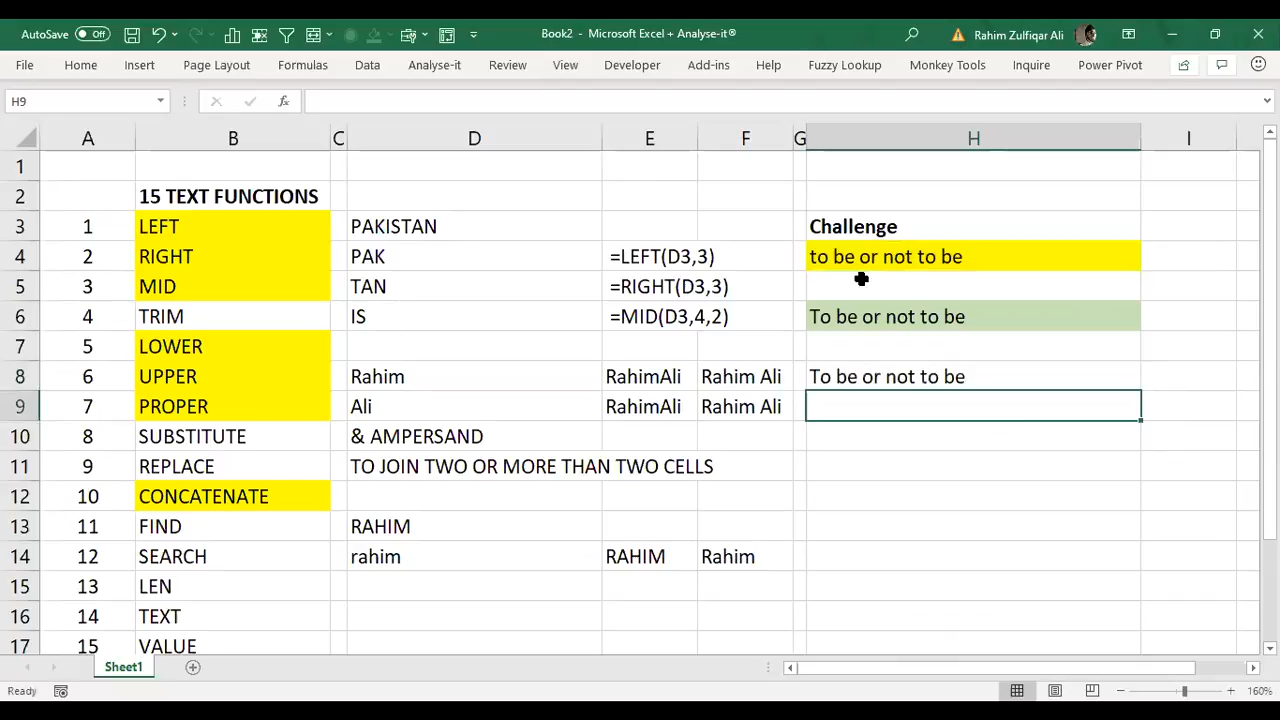 AutoSave Off Book2 - Microsoft Excel + Analyse-it® Rahim Zulfiqar Ali
File Home Insert Page Layout Formulas Data Analyse-it Review View Developer Add-ins Help Fuzzy Lookup Monkey Tools Inquire Power Pivot
H9 fx
A B C D E F G H I
1
2 15 TEXT FUNCTIONS
3 1 LEFT PAKISTAN Challenge
4 2 RIGHT PAK =LEFT(D3,3) to be or not to be
5 3 MID TAN =RIGHT(D3,3)
6 4 TRIM IS =MID(D3,4,2) To be or not to be
7 5 LOWER
8 6 UPPER Rahim RahimAli Rahim Ali To be or not to be
9 7 PROPER Ali RahimAli Rahim Ali
10 8 SUBSTITUTE & AMPERSAND
11 9 REPLACE TO JOIN TWO OR MORE THAN TWO CELLS
12 10 CONCATENATE
13 11 FIND RAHIM
14 12 SEARCH rahim RAHIM Rahim
15 13 LEN
16 14 TEXT
17 15 VALUE
Sheet1
Ready 160%